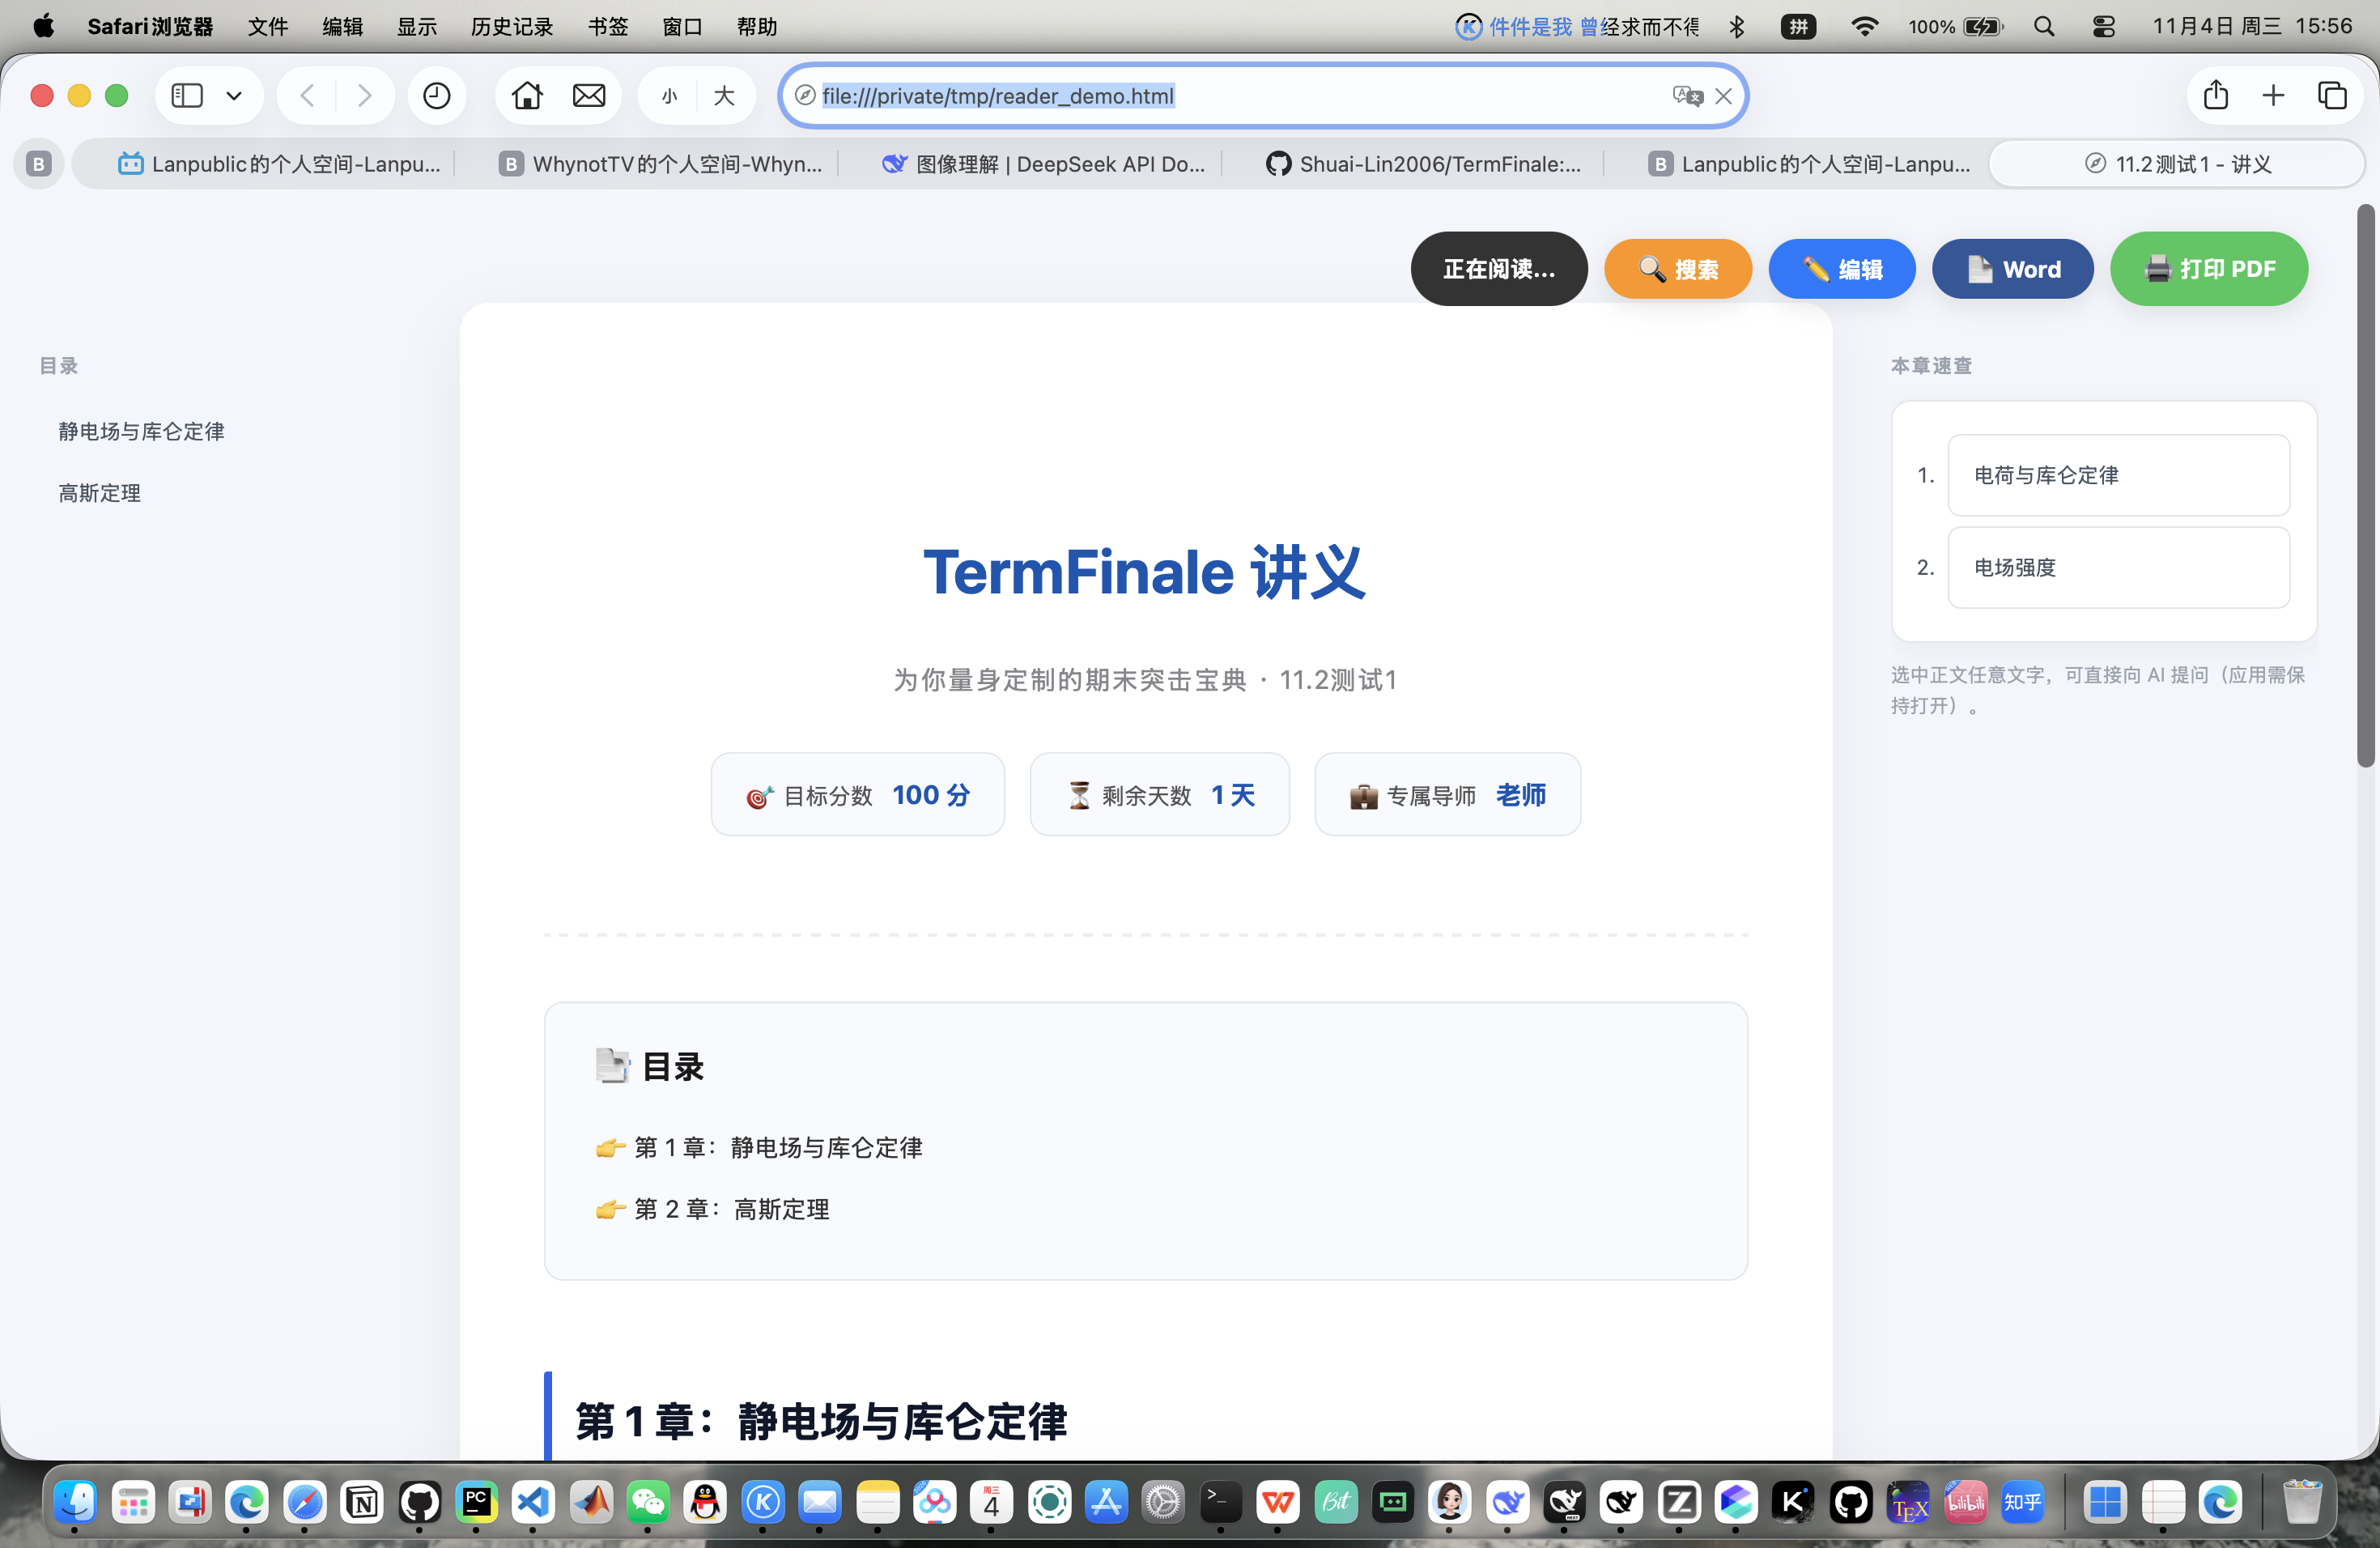 Safari浏览器 文件 编辑 显示 历史记录 书签 窗口 帮助 件件是我 曾经求而不得 拼 100% 11月4日 周三 15:56
小 大 file:///private/tmp/reader_demo.html
B Lanpublic的个人空间-Lanpu... B WhynotTV的个人空间-Whyn... 图像理解 | DeepSeek API Do... Shuai-Lin2006/TermFinale:... B Lanpublic的个人空间-Lanpu... 11.2测试1 - 讲义
正在阅读... 搜索 编辑 Word 打印 PDF
目录
静电场与库仑定律
高斯定理
TermFinale 讲义
为你量身定制的期末突击宝典 · 11.2测试1
目标分数 100 分 剩余天数 1 天 专属导师 老师
目录
第 1 章：静电场与库仑定律
第 2 章：高斯定理
第 1 章：静电场与库仑定律
本章速查
1. 电荷与库仑定律
2. 电场强度
选中正文任意文字，可直接向 AI 提问（应用需保
持打开）。
PC 周三 4 Bit TEX bilibili 知乎